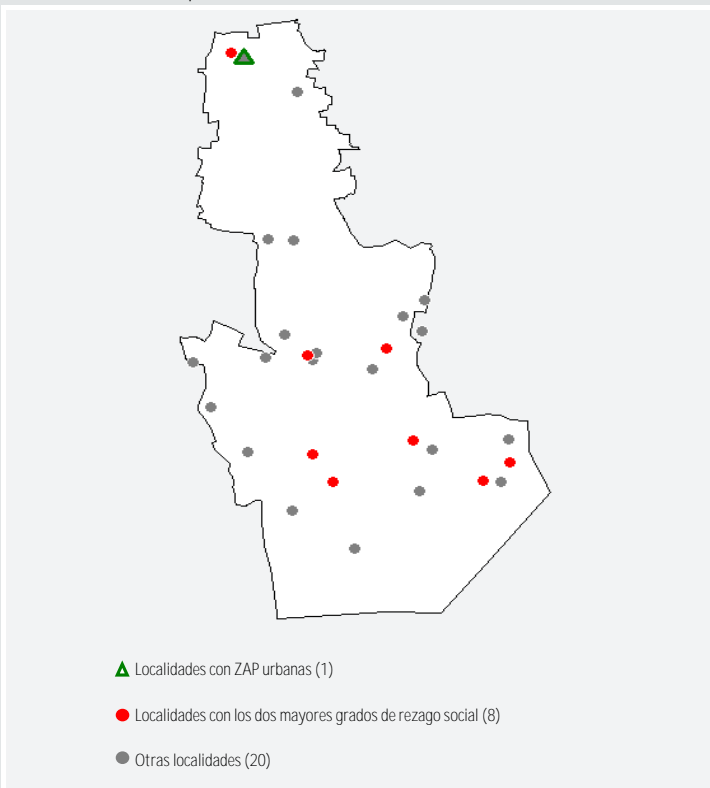 Localidades con ZAP urbanas (1)
Localidades con los dos mayores grados de rezago social (8)
Otras localidades (20)